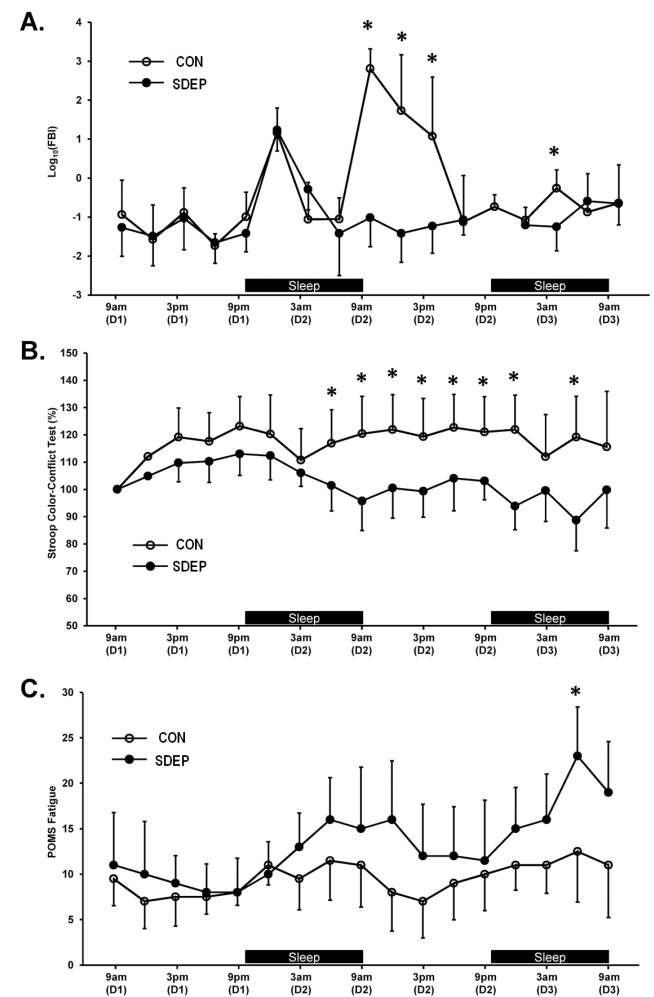 A.
4
3
2
1
0
-1
-2
-3
Log10(FBI)
CON
SDEP
*
*
*
*
Sleep
Sleep
9am 3pm 9pm 3am 9am 3pm 9pm 3am 9am
(D1) (D1) (D1) (D2) (D2) (D2) (D2) (D3) (D3)
B.
150
140
130
120
110
100
90
80
70
60
50
Stroop Color-Conflict Test (%)
* * * * * * * *
CON
SDEP
Sleep
Sleep
9am 3pm 9pm 3am 9am 3pm 9pm 3am 9am
(D1) (D1) (D1) (D2) (D2) (D2) (D2) (D3) (D3)
C.
30
25
20
15
10
5
0
POMS Fatigue
CON
SDEP
*
Sleep
Sleep
9am 3pm 9pm 3am 9am 3pm 9pm 3am 9am
(D1) (D1) (D1) (D2) (D2) (D2) (D2) (D3) (D3)